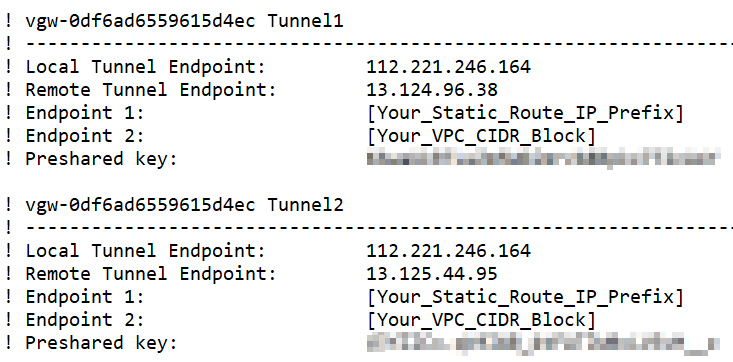 ! vgw-0df6ad6559615d4ec Tunnel1
! --------------------------------------------------------------------
! Local Tunnel Endpoint: 112.221.246.164
! Remote Tunnel Endpoint: 13.124.96.38
! Endpoint 1: [Your_Static_Route_IP_Prefix]
! Endpoint 2: [Your_VPC_CIDR_Block]
! Preshared key:
! vgw-0df6ad6559615d4ec Tunnel2
! --------------------------------------------------------------------
! Local Tunnel Endpoint: 112.221.246.164
! Remote Tunnel Endpoint: 13.125.44.95
! Endpoint 1: [Your_Static_Route_IP_Prefix]
! Endpoint 2: [Your_VPC_CIDR_Block]
! Preshared key: